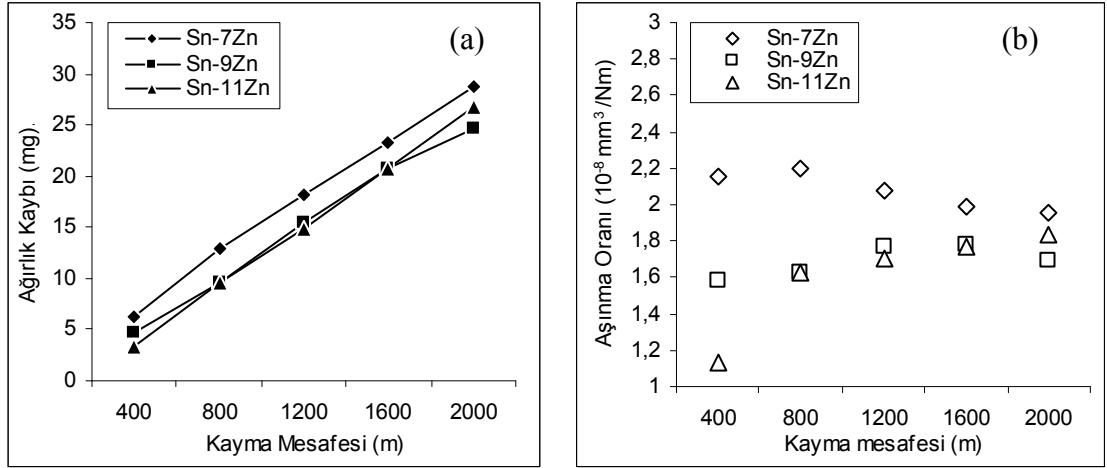 35
30
25
20
15
10
5
0
Ağırlık Kaybı (mg).
Sn-7Zn
Sn-9Zn
Sn-11Zn
(a)
400 800 1200 1600 2000
Kayma Mesafesi (m)
3
2,8
2,6
2,4
2,2
2
1,8
1,6
1,4
1,2
1
Aşınma Oranı (10⁻⁸ mm³ /Nm)
Sn-7Zn
Sn-9Zn
Sn-11Zn
(b)
400 800 1200 1600 2000
Kayma mesafesi (m)